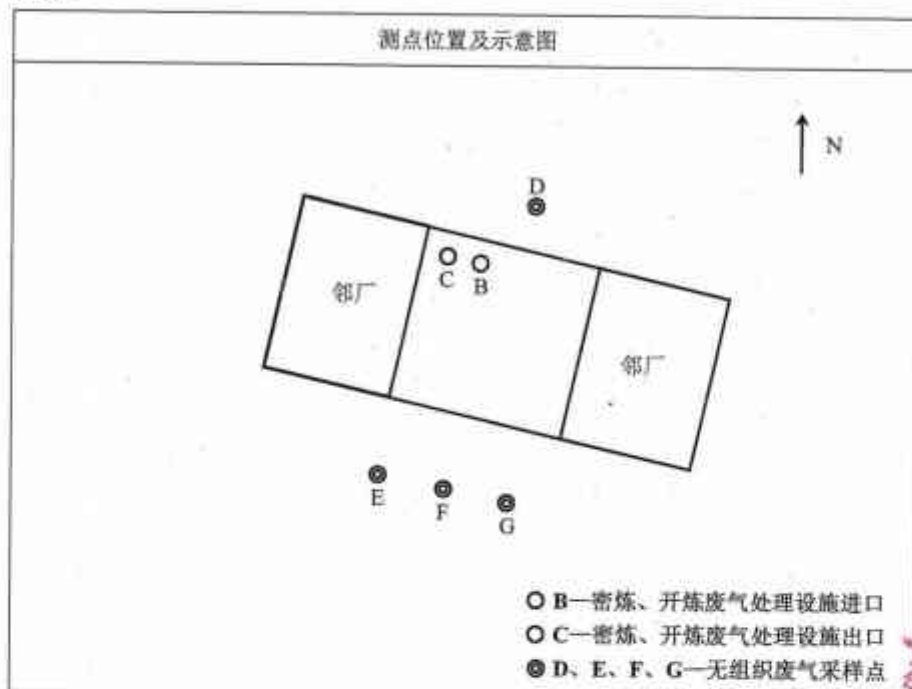 测点位置及示意图
N
D
C B
邻厂
邻厂
E
F
G
B—密炼、开炼废气处理设施进口
C—密炼、开炼废气处理设施出口
D、E、F、G—无组织废气采样点